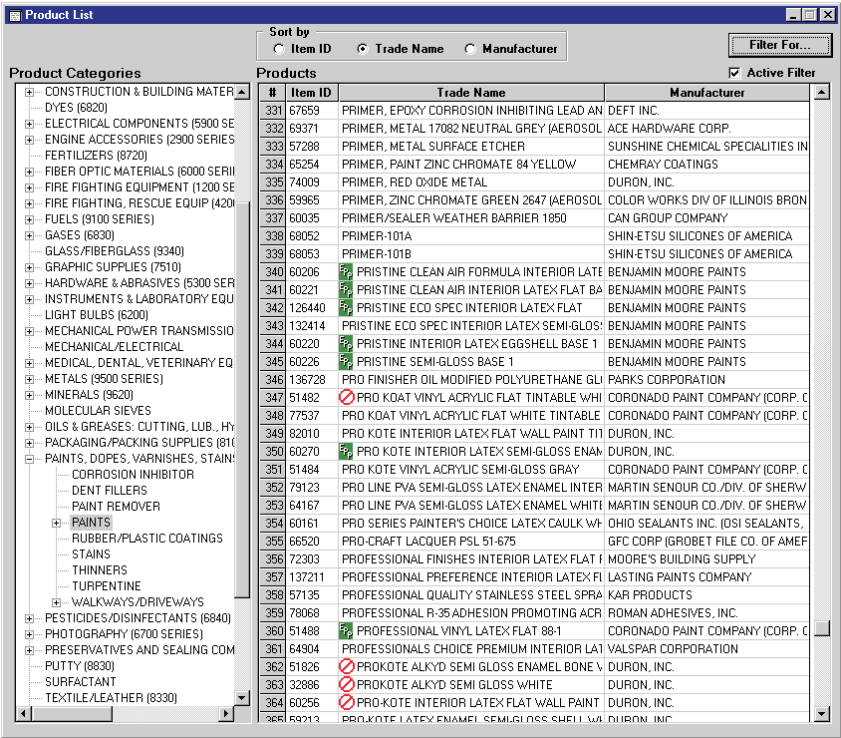 Product List
Sort by
Item ID Trade Name Manufacturer
Filter For...
Product Categories
Products
Active Filter
CONSTRUCTION & BUILDING MATER
DYES (6820)
ELECTRICAL COMPONENTS (5900 SE
ENGINE ACCESSORIES (2900 SERIES
FERTILIZERS (8720)
FIBER OPTIC MATERIALS (6000 SERII
FIRE FIGHTING EQUIPMENT (1200 SE
FIRE FIGHTING, RESCUE EQUIP (420
FUELS (9100 SERIES)
GASES (6830)
GLASS/FIBERGLASS (9340)
GRAPHIC SUPPLIES (7510)
HARDWARE & ABRASIVES (5300 SER
INSTRUMENTS & LABORATORY EQU
LIGHT BULBS (6200)
MECHANICAL POWER TRANSMISSIO
MECHANICAL/ELECTRICAL
MEDICAL, DENTAL, VETERINARY EQ
METALS (9500 SERIES)
MINERALS (9620)
MOLECULAR SIEVES
OILS & GREASES: CUTTING, LUB., HY
PACKAGING/PACKING SUPPLIES (81
PAINTS, DOPES, VARNISHES, STAIN
CORROSION INHIBITOR
DENT FILLERS
PAINT REMOVER
PAINTS
RUBBER/PLASTIC COATINGS
STAINS
THINNERS
TURPENTINE
WALKWAYS/DRIVEWAYS
PESTICIDES/DISINFECTANTS (6840)
PHOTOGRAPHY (6700 SERIES)
PRESERVATIVES AND SEALING COM
PUTTY (8830)
SURFACTANT
TEXTILE/LEATHER (8330)
# Item ID Trade Name Manufacturer
331 67659 PRIMER, EPOXY CORROSION INHIBITING LEAD AN DEFT INC.
332 69371 PRIMER, METAL 17082 NEUTRAL GREY (AEROSOL ACE HARDWARE CORP.
333 57288 PRIMER, METAL SURFACE ETCHER SUNSHINE CHEMICAL SPECIALITIES IN
334 65254 PRIMER, PAINT ZINC CHROMATE 84 YELLOW CHEMRAY COATINGS
335 74009 PRIMER, RED OXIDE METAL DURON, INC.
336 59965 PRIMER, ZINC CHROMATE GREEN 2647 (AEROSOL COLOR WORKS DIV OF ILLINOIS BRON
337 60035 PRIMER/SEALER WEATHER BARRIER 1850 CAN GROUP COMPANY
338 68052 PRIMER-101A SHIN-ETSU SILICONES OF AMERICA
339 68053 PRIMER-101B SHIN-ETSU SILICONES OF AMERICA
340 60206 EPP PRISTINE CLEAN AIR FORMULA INTERIOR LATE BENJAMIN MOORE PAINTS
341 60221 EPP PRISTINE CLEAN AIR INTERIOR LATEX FLAT BA BENJAMIN MOORE PAINTS
342 126440 EPP PRISTINE ECO SPEC INTERIOR LATEX FLAT BENJAMIN MOORE PAINTS
343 132414 PRISTINE ECO SPEC INTERIOR LATEX SEMI-GLOS BENJAMIN MOORE PAINTS
344 60220 EPP PRISTINE INTERIOR LATEX EGGSHELL BASE 1 BENJAMIN MOORE PAINTS
345 60226 EPP PRISTINE SEMI-GLOSS BASE 1 BENJAMIN MOORE PAINTS
346 136728 PRO FINISHER OIL MODIFIED POLYURETHANE GL PARKS CORPORATION
347 51482 PRO KOAT VINYL ACRYLIC FLAT TINTABLE WHI CORONADO PAINT COMPANY (CORP. O
348 77537 PRO KOAT VINYL ACRYLIC FLAT WHITE TINTABLE CORONADO PAINT COMPANY (CORP. O
349 82010 PRO KOTE INTERIOR LATEX FLAT WALL PAINT TI DURON, INC.
350 60270 EPP PRO KOTE INTERIOR LATEX SEMI-GLOSS ENAM DURON, INC.
351 51484 PRO KOTE VINYL ACRYLIC SEMI-GLOSS GRAY CORONADO PAINT COMPANY (CORP. O
352 79123 PRO LINE PVA SEMI-GLOSS LATEX ENAMEL INTER MARTIN SENOUR CO./DIV. OF SHERW
353 64167 PRO LINE PVA SEMI-GLOSS LATEX ENAMEL WHITE MARTIN SENOUR CO./DIV. OF SHERW
354 60161 PRO SERIES PAINTER'S CHOICE LATEX CAULK WH OHIO SEALANTS INC. (OSI SEALANTS,
355 66520 PRO-CRAFT LACQUER PSL 51-675 GFC CORP (GROBET FILE CO. OF AMER
356 72303 PROFESSIONAL FINISHES INTERIOR LATEX FLAT MOORE'S BUILDING SUPPLY
357 137211 PROFESSIONAL PREFERENCE INTERIOR LATEX FL LASTING PAINTS COMPANY
358 57135 PROFESSIONAL QUALITY STAINLESS STEEL SPRA KAR PRODUCTS
359 78068 PROFESSIONAL R-35 ADHESION PROMOTING ACR ROMAN ADHESIVES, INC.
360 51488 EPP PROFESSIONAL VINYL LATEX FLAT 88-1 CORONADO PAINT COMPANY (CORP. O
361 64904 PROFESSIONALS CHOICE PREMIUM INTERIOR LAT VALSPAR CORPORATION
362 51826 PROKOTE ALKYD SEMI GLOSS ENAMEL BONE DURON, INC.
363 32886 PROKOTE ALKYD SEMI GLOSS WHITE DURON, INC.
364 60256 PRO-KOTE INTERIOR LATEX FLAT WALL PAINT DURON, INC.
365 59213 PRO-KOTE LATEX ENAMEL SEMI-GLOSS SHELL DURON, INC.